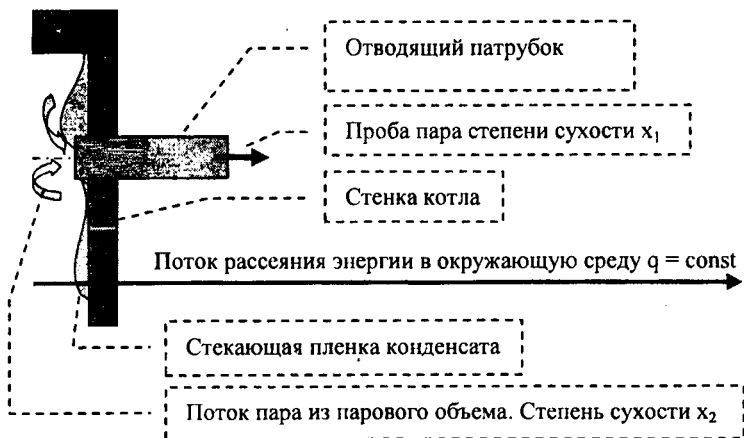 Отводящий патрубок
Проба пара степени сухости x₁
Стенка котла
Поток рассеяния энергии в окружающую среду q = const
Стекающая пленка конденсата
Поток пара из парового объема. Степень сухости x₂